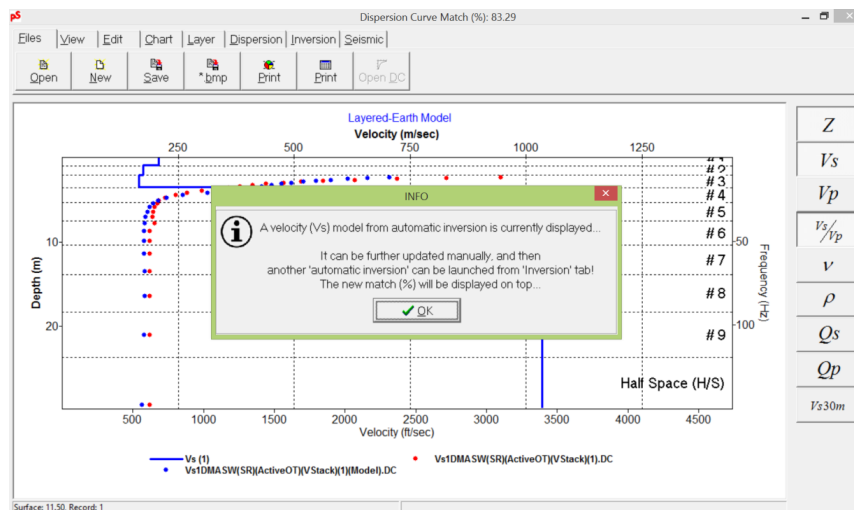 pS
Dispersion Curve Match (%): 83.29
Files View Edit Chart Layer Dispersion Inversion Seismic
Open New Save *.bmp Print Print Open DC
Layered-Earth Model
Velocity (m/sec)
250 500 750 1000 1250
Z
Vs
Vp
Vs/Vp
ν
ρ
Qs
Qp
Vs30m
#2
#3
#4
#5
#6
#7
#8
#9
Half Space (H/S)
INFO
A velocity (Vs) model from automatic inversion is currently displayed...
It can be further updated manually, and then
another 'automatic inversion' can be launched from 'Inversion' tab!
The new match (%) will be displayed on top...
OK
Depth (m)
10
20
50
100
Frequency (Hz)
500 1000 1500 2000 2500 3000 3500 4000 4500
Velocity (ft/sec)
Vs (1)
Vs1DMASW(SR)(ActiveOT)(VStack)(1).DC
Vs1DMASW(SR)(ActiveOT)(VStack)(1)(Model).DC
Surface: 11.50, Record: 1